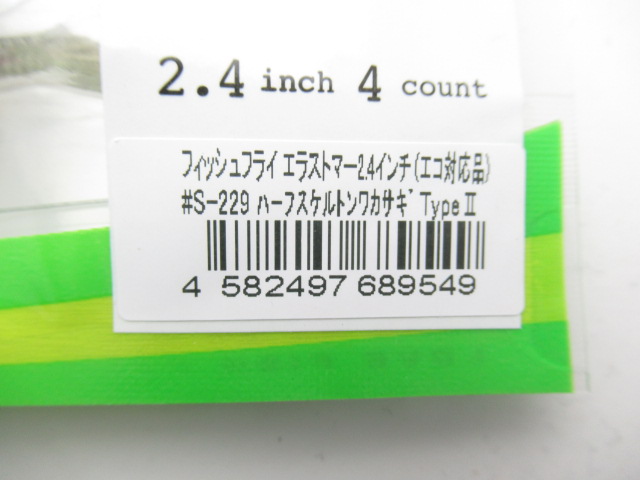 2.4 inch 4 count
フィッシュフライ エラストマー2.4インチ(エコ対応品)
#S-229 ハーフスケルトンワカサギ TypeⅡ
4 582497 689549